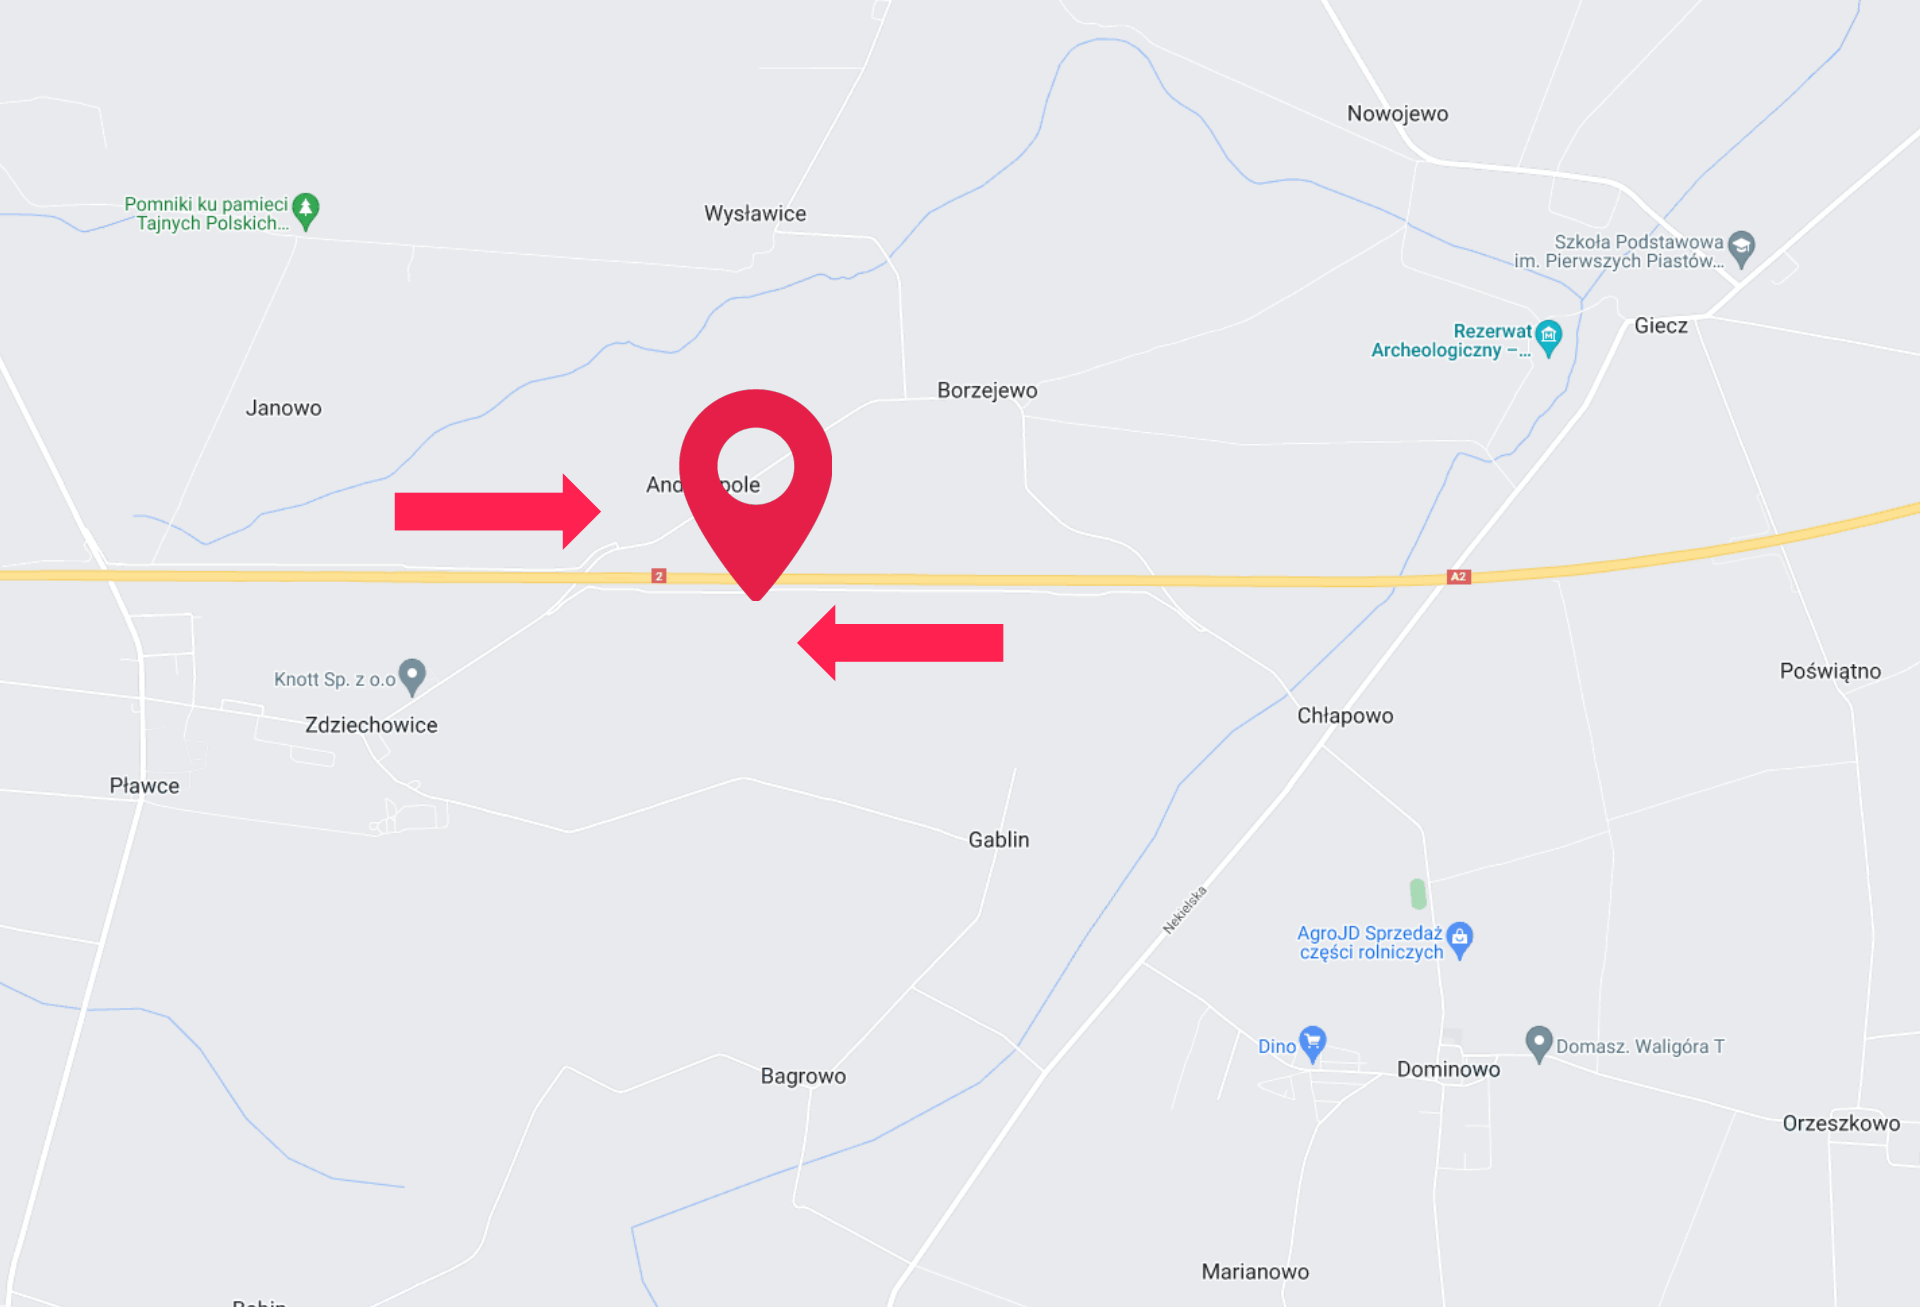 Nowojewo
Pomniki ku pamieci
Tajnych Polskich...
Wysławice
Szkoła Podstawowa
im. Pierwszych Piastów...
Giecz
Rezerwat
Archeologiczny –...
Borzejewo
Janowo
2
A2
Knott Sp. z o.o
Poświątno
Zdziechowice
Chłapowo
Pławce
Gablin
Nekielska
AgroJD Sprzedaż
części rolniczych
Dino
Domasz. Waligóra T
Dominowo
Bagrowo
Orzeszkowo
Marianowo